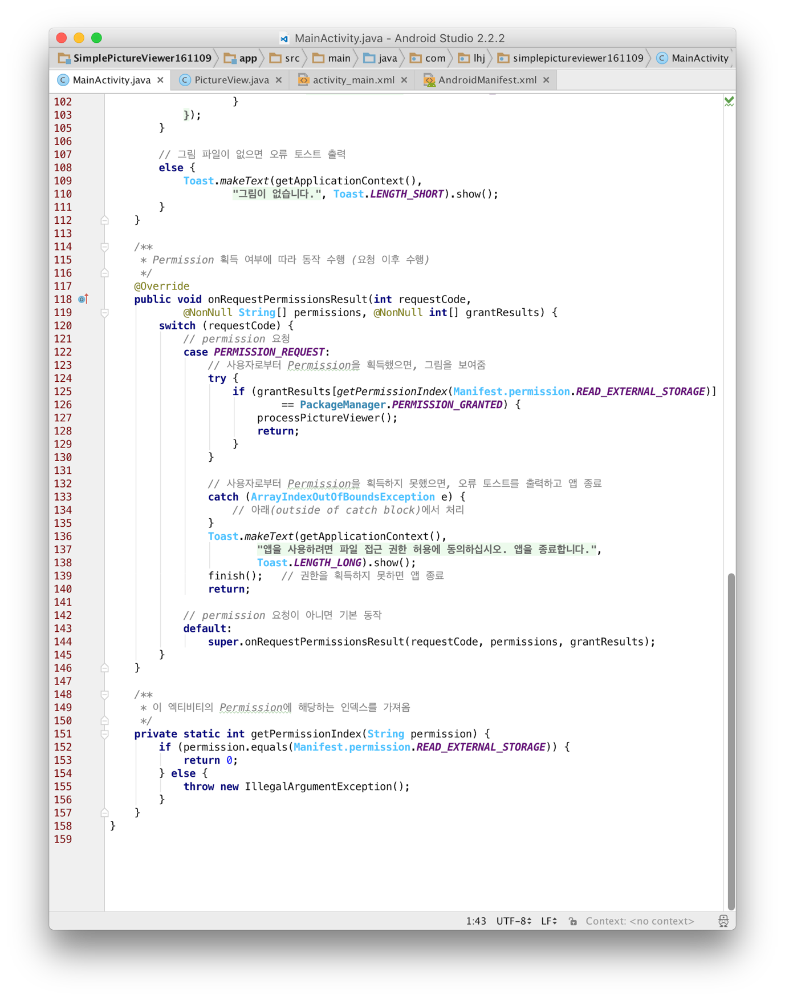 MainActivity.java - Android Studio 2.2.2
SimplePictureViewer161109 app src main java com lhj simplepictureviewer161109 MainActivity
MainActivity.java PictureView.java activity_main.xml AndroidManifest.xml
102 }
103 });
105 }
106
107 // 그림 파일이 없으면 오류 토스트 출력
108 else {
109 Toast.makeText(getApplicationContext(),
110 "그림이 없습니다.", Toast.LENGTH_SHORT).show();
111 }
112 }
113
114 /**
115 * Permission 획득 여부에 따라 동작 수행 (요청 이후 수행)
116 */
117 @Override
118 public void onRequestPermissionsResult(int requestCode,
119 @NonNull String[] permissions, @NonNull int[] grantResults) {
120 switch (requestCode) {
121 // permission 요청
122 case PERMISSION_REQUEST:
123 // 사용자로부터 Permission을 획득했으면, 그림을 보여줌
124 try {
125 if (grantResults[getPermissionIndex(Manifest.permission.READ_EXTERNAL_STORAGE)]
126 == PackageManager.PERMISSION_GRANTED) {
127 processPictureViewer();
128 return;
129 }
130 }
131
132 // 사용자로부터 Permission을 획득하지 못했으면, 오류 토스트를 출력하고 앱 종료
133 catch (ArrayIndexOutOfBoundsException e) {
134 // 아래(outside of catch block)에서 처리
135 }
136 Toast.makeText(getApplicationContext(),
137 "앱을 사용하려면 파일 접근 권한 허용에 동의하십시오. 앱을 종료합니다.",
138 Toast.LENGTH_LONG).show();
139 finish(); // 권한을 획득하지 못하면 앱 종료
140 return;
141
142 // permission 요청이 아니면 기본 동작
143 default:
144 super.onRequestPermissionsResult(requestCode, permissions, grantResults);
145 }
146 }
147
148 /**
149 * 이 엑티비티의 Permission에 해당하는 인덱스를 가져옴
150 */
151 private static int getPermissionIndex(String permission) {
152 if (permission.equals(Manifest.permission.READ_EXTERNAL_STORAGE)) {
153 return 0;
154 } else {
155 throw new IllegalArgumentException();
156 }
157 }
158 }
159
1:43 UTF-8 LF Context: <no context>